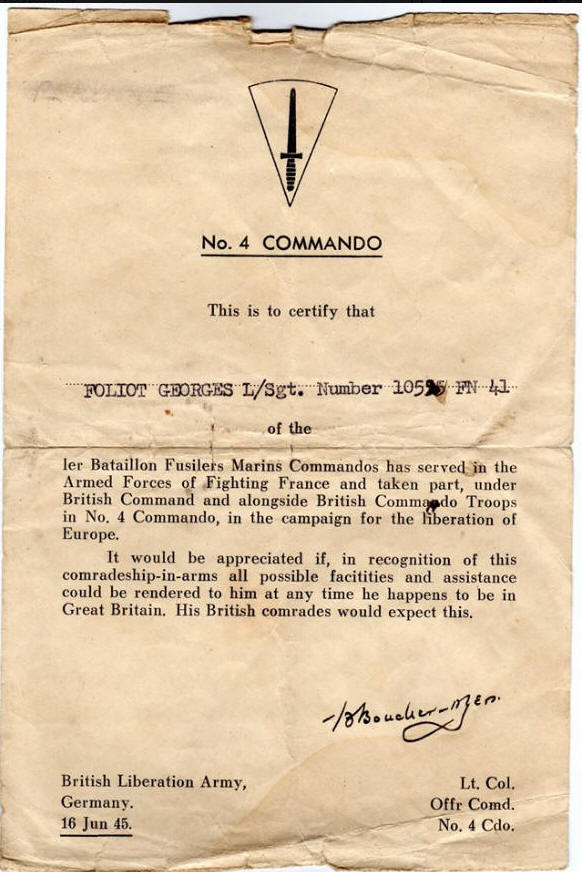 No. 4 COMMANDO
This is to certify that
FOLIOT GEORGES L/Sgt. Number FN 41
of the
1er Bataillon Fusilers Marins Commandos has served in the
Armed Forces of Fighting France and taken part, under
British Command and alongside British Commando Troops
in No. 4 Commando, in the campaign for the liberation of
Europe.
It would be appreciated if, in recognition of this
comradeship-in-arms all possible facitities and assistance
could be rendered to him at any time he happens to be in
Great Britain. His British comrades would expect this.
British Liberation Army,
Lt. Col.
Germany.
Offr Comd.
16 Jun 45.
No. 4 Cdo.